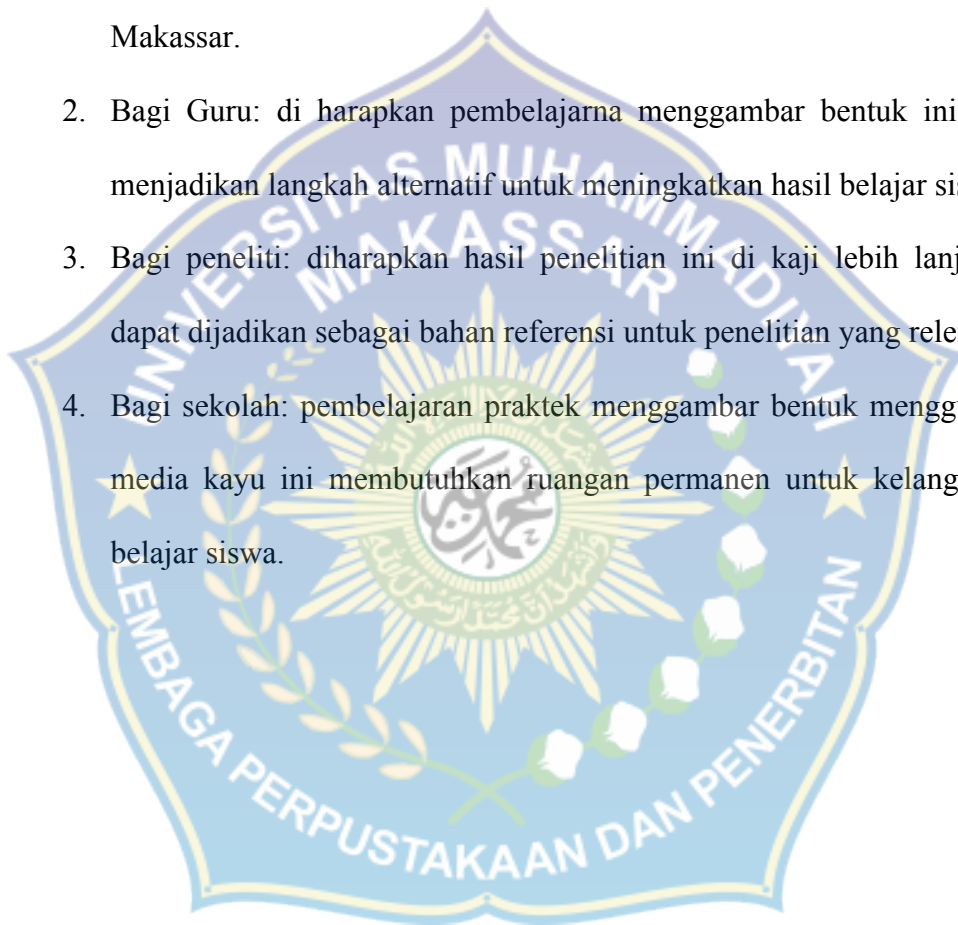 Makassar.
2. Bagi Guru: di harapkan pembelajarna menggambar bentuk ini
menjadikan langkah alternatif untuk meningkatkan hasil belajar
3. Bagi peneliti: diharapkan hasil penelitian ini di kaji lebih
dapat dijadikan sebagai bahan referensi untuk penelitian yang
4. Bagi sekolah: pembelajaran praktek menggambar bentuk
media kayu ini membutuhkan ruangan permanen untuk
belajar siswa.
UNIVERSITAS MUHAMMADIYAH
MAKASSAR
LEMBAGA PERPUSTAKAAN DAN PENERBITAN